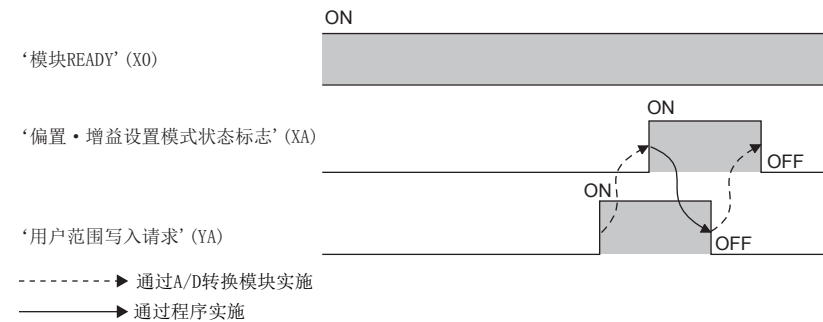 ON
‘模块READY’(X0)
ON
‘偏置・增益设置模式状态标志’(XA)
OFF
ON
‘用户范围写入请求’(YA)
OFF
通过A/D转换模块实施
通过程序实施